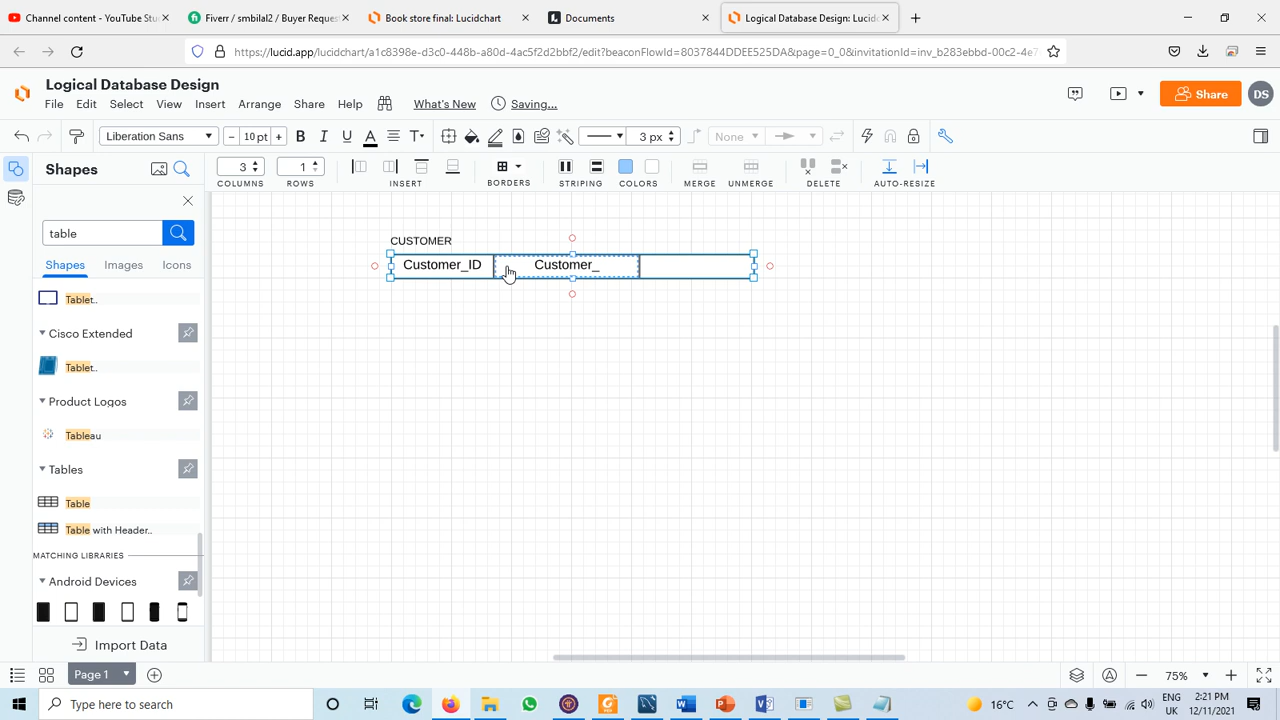 Channel content - YouTube Stu
Fiverr / smbilal2 / Buyer Reques
Book store final: Lucidchart
Documents
Logical Database Design: Lucidc
https://lucid.app/lucidchart/a1c8398e-d3c0-448b-a80d-4ac5f2d2bbf2/edit?beaconFlowId=8037844DDEE525DA&page=0_0&invitationId=inv_b283ebbd-00c2-4e7
Logical Database Design
File Edit Select View Insert Arrange Share Help What's New Saving...
Share
DS
Liberation Sans − 10 pt + B I U A T 3 px None
Shapes
3 COLUMNS
1 ROWS
INSERT
BORDERS
STRIPING
COLORS
MERGE
UNMERGE
DELETE
AUTO-RESIZE
table
Shapes Images Icons
Tablet..
Cisco Extended
Tablet..
Product Logos
Tableau
Tables
Table
Table with Header..
MATCHING LIBRARIES
Android Devices
Import Data
CUSTOMER
Customer_ID Customer_
Page 1
75%
Type here to search
16°C
ENG
UK
2:21 PM
12/11/2021